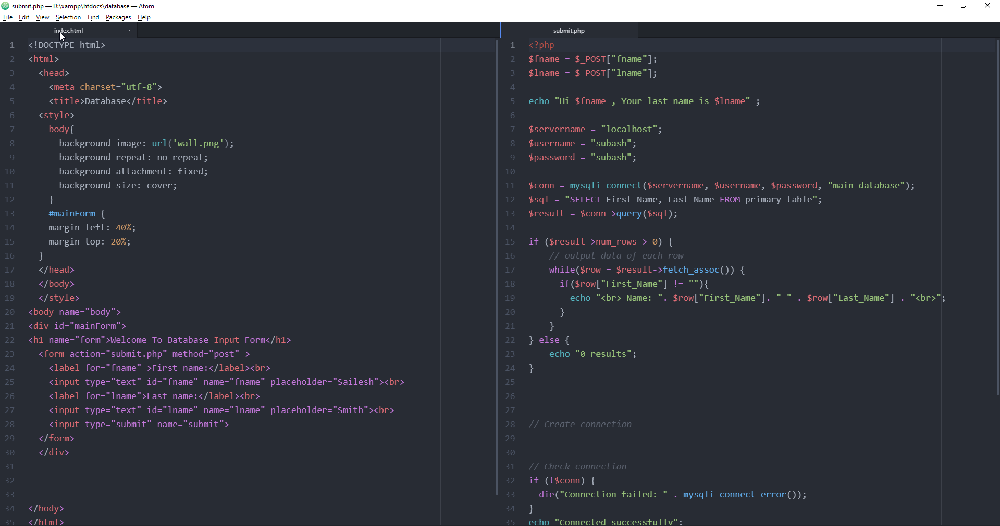 submit.php — D:\xampp\htdocs\database — Atom
File Edit View Selection Find Packages Help
index.html
1 <!DOCTYPE html>
2 <html>
3 <head>
4 <meta charset="utf-8">
5 <title>Database</title>
6 <style>
7 body{
8 background-image: url('wall.png');
9 background-repeat: no-repeat;
10 background-attachment: fixed;
11 background-size: cover;
12 }
13 #mainForm {
14 margin-left: 40%;
15 margin-top: 20%;
16 }
17 </head>
18 </body>
19 </style>
20 <body name="body">
21 <div id="mainForm">
22 <h1 name="form">Welcome To Database Input Form</h1>
23 <form action="submit.php" method="post" >
24 <label for="fname" >First name:</label><br>
25 <input type="text" id="fname" name="fname" placeholder="Sailesh"><br>
26 <label for="lname">Last name:</label><br>
27 <input type="text" id="lname" name="lname" placeholder="Smith"><br>
28 <input type="submit" name="submit">
29 </form>
30 </div>
31
32
33
34 </body>
35 </html>
submit.php
1 <?php
2 $fname = $_POST["fname"];
3 $lname = $_POST["lname"];
4
5 echo "Hi $fname , Your last name is $lname" ;
6
7 $servername = "localhost";
8 $username = "subash";
9 $password = "subash";
10
11 $conn = mysqli_connect($servername, $username, $password, "main_database");
12 $sql = "SELECT First_Name, Last_Name FROM primary_table";
13 $result = $conn->query($sql);
14
15 if ($result->num_rows > 0) {
16 // output data of each row
17 while($row = $result->fetch_assoc()) {
18 if($row["First_Name"] != ""){
19 echo "<br> Name: ". $row["First_Name"]. " " . $row["Last_Name"] . "<br>";
20 }
21 }
22 } else {
23 echo "0 results";
24 }
25
26
27
28 // Create connection
29
30
31 // Check connection
32 if (!$conn) {
33 die("Connection failed: " . mysqli_connect_error());
34 }
35 echo "Connected successfully";